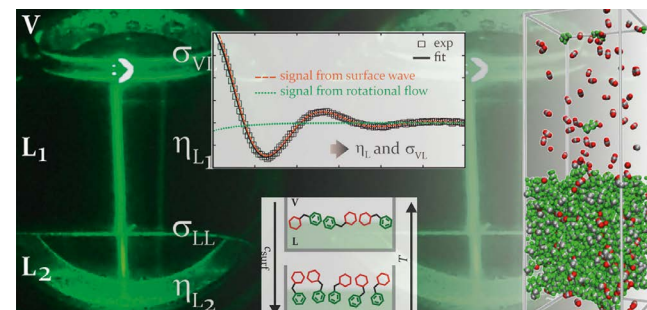 V
σVL
L1
ηL1
σLL
L2
ηL2
exp
fit
signal from surface wave
signal from rotational flow
ηL and σVL
V
L
csurf
T